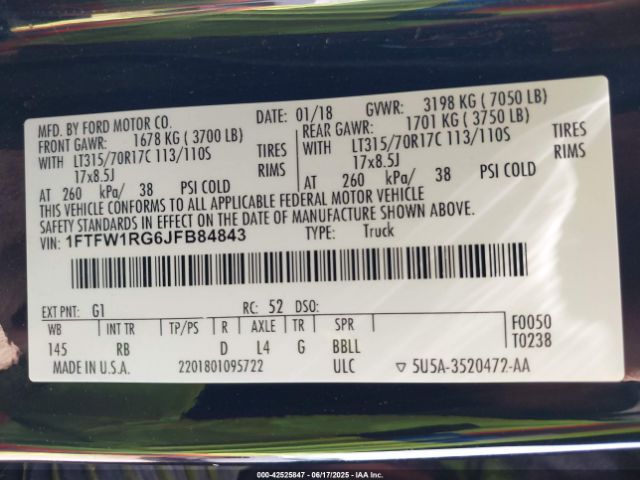 MFD. BY FORD MOTOR CO.
DATE: 01/18 GVWR: 3198 KG ( 7050 LB)
FRONT GAWR: 1678 KG ( 3700 LB) REAR GAWR: 1701 KG ( 3750 LB)
WITH LT315/70R17C 113/110S TIRES WITH LT315/70R17C 113/110S TIRES
17x8.5J RIMS 17x8.5J RIMS
AT 260 kPa/ 38 PSI COLD AT 260 kPa/ 38 PSI COLD
THIS VEHICLE CONFORMS TO ALL APPLICABLE FEDERAL MOTOR VEHICLE
SAFETY STANDARDS IN EFFECT ON THE DATE OF MANUFACTURE SHOWN ABOVE.
VIN: 1FTFW1RG6JFB84843 TYPE: Truck
EXT PNT: G1 RC: 52 DSO:
WB INT TR TP/PS R AXLE TR SPR F0050
145 RB D L4 G BBLL T0238
MADE IN U.S.A. 2201801095722 ULC ▽ 5U5A-3520472-AA
000 -42525847- 06/17/2025 - IAA Inc.